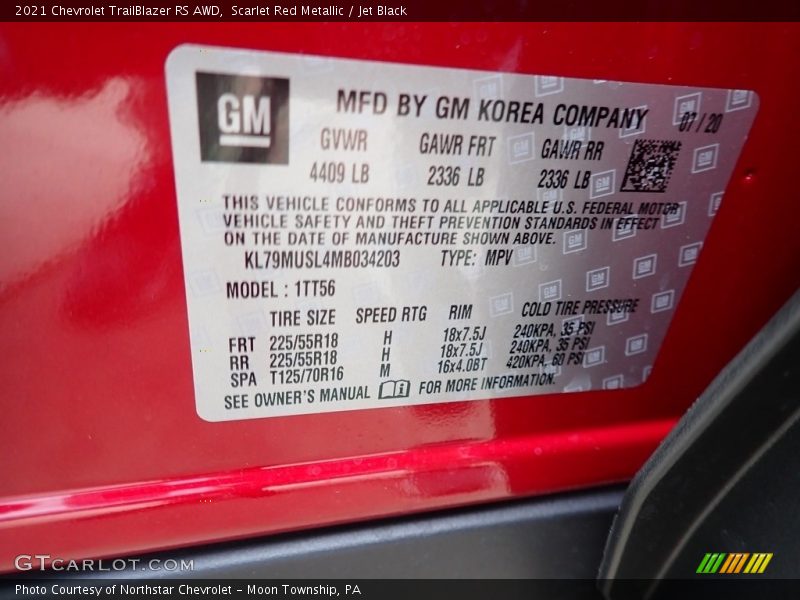 2021 Chevrolet TrailBlazer RS AWD,  Scarlet Red Metallic / Jet Black
GM
MFD BY GM KOREA COMPANY
07 / 20
GVWR GAWR FRT GAWR RR
4409 LB 2336 LB 2336 LB
THIS VEHICLE CONFORMS TO ALL APPLICABLE U.S. FEDERAL MOTOR
VEHICLE SAFETY AND THEFT PREVENTION STANDARDS IN EFFECT
ON THE DATE OF MANUFACTURE SHOWN ABOVE.
KL79MUSL4MB034203 TYPE: MPV
MODEL : 1TT56
TIRE SIZE SPEED RTG RIM COLD TIRE PRESSURE
FRT 225/55R18 H 18x7.5J 240KPA, 35 PSI
RR 225/55R18 H 18x7.5J 240KPA, 35 PSI
SPA T125/70R16 M 16x4.0BT 420KPA, 60 PSI
SEE OWNER'S MANUAL FOR MORE INFORMATION.
GTCARLOT.COM
Photo Courtesy of Northstar Chevrolet - Moon Township, PA